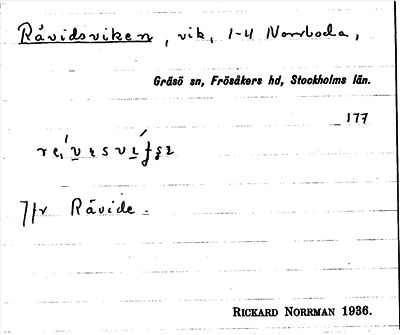 Råvidsviken, vik, 1-4 Norrboda,
Gräsö sn, Frösåkers hd, Stockholms län.
177
Jfr Råvide.
RICKARD NORRMAN 1936.